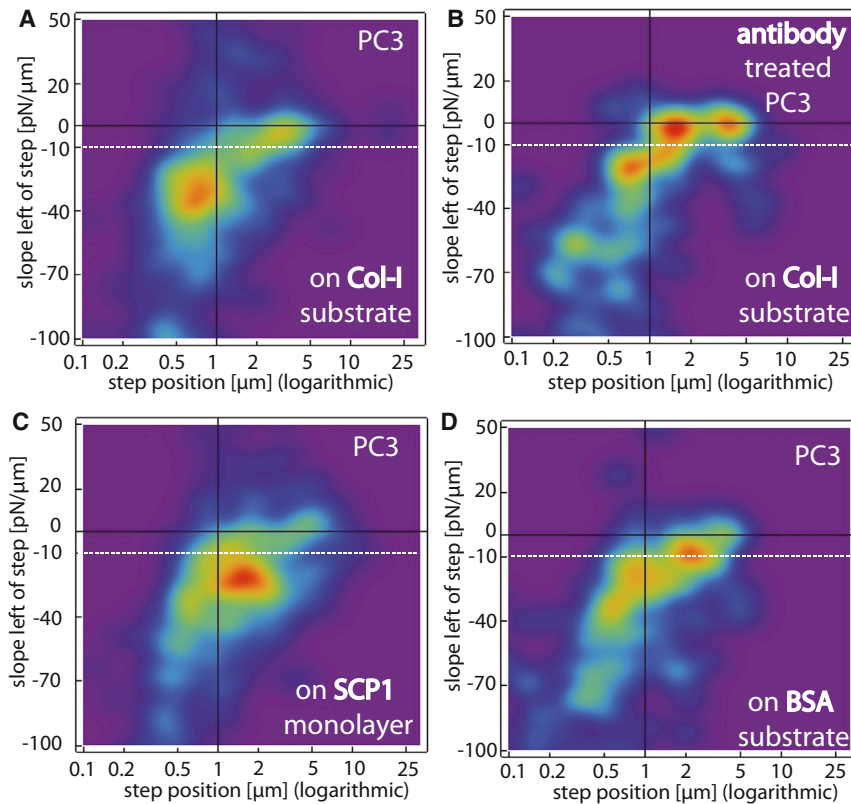 A
PC3
slope left of step [pN/µm]
50
20
0
-10
-40
-70
-100
on Col-I
substrate
0.1 0.2 0.5 1 2 5 10 25
step position [µm] (logarithmic)
B
antibody
treated
PC3
slope left of step [pN/µm]
50
20
0
-10
-40
-70
-100
on Col-I
substrate
0.1 0.2 0.5 1 2 5 10 25
step position [µm] (logarithmic)
C
PC3
slope left of step [pN/µm]
50
20
0
-10
-40
-70
-100
on SCP1
monolayer
0.1 0.2 0.5 1 2 5 10 25
step position [µm] (logarithmic)
D
PC3
slope left of step [pN/µm]
50
20
0
-10
-40
-70
-100
on BSA
substrate
0.1 0.2 0.5 1 2 5 10 25
step position [µm] (logarithmic)